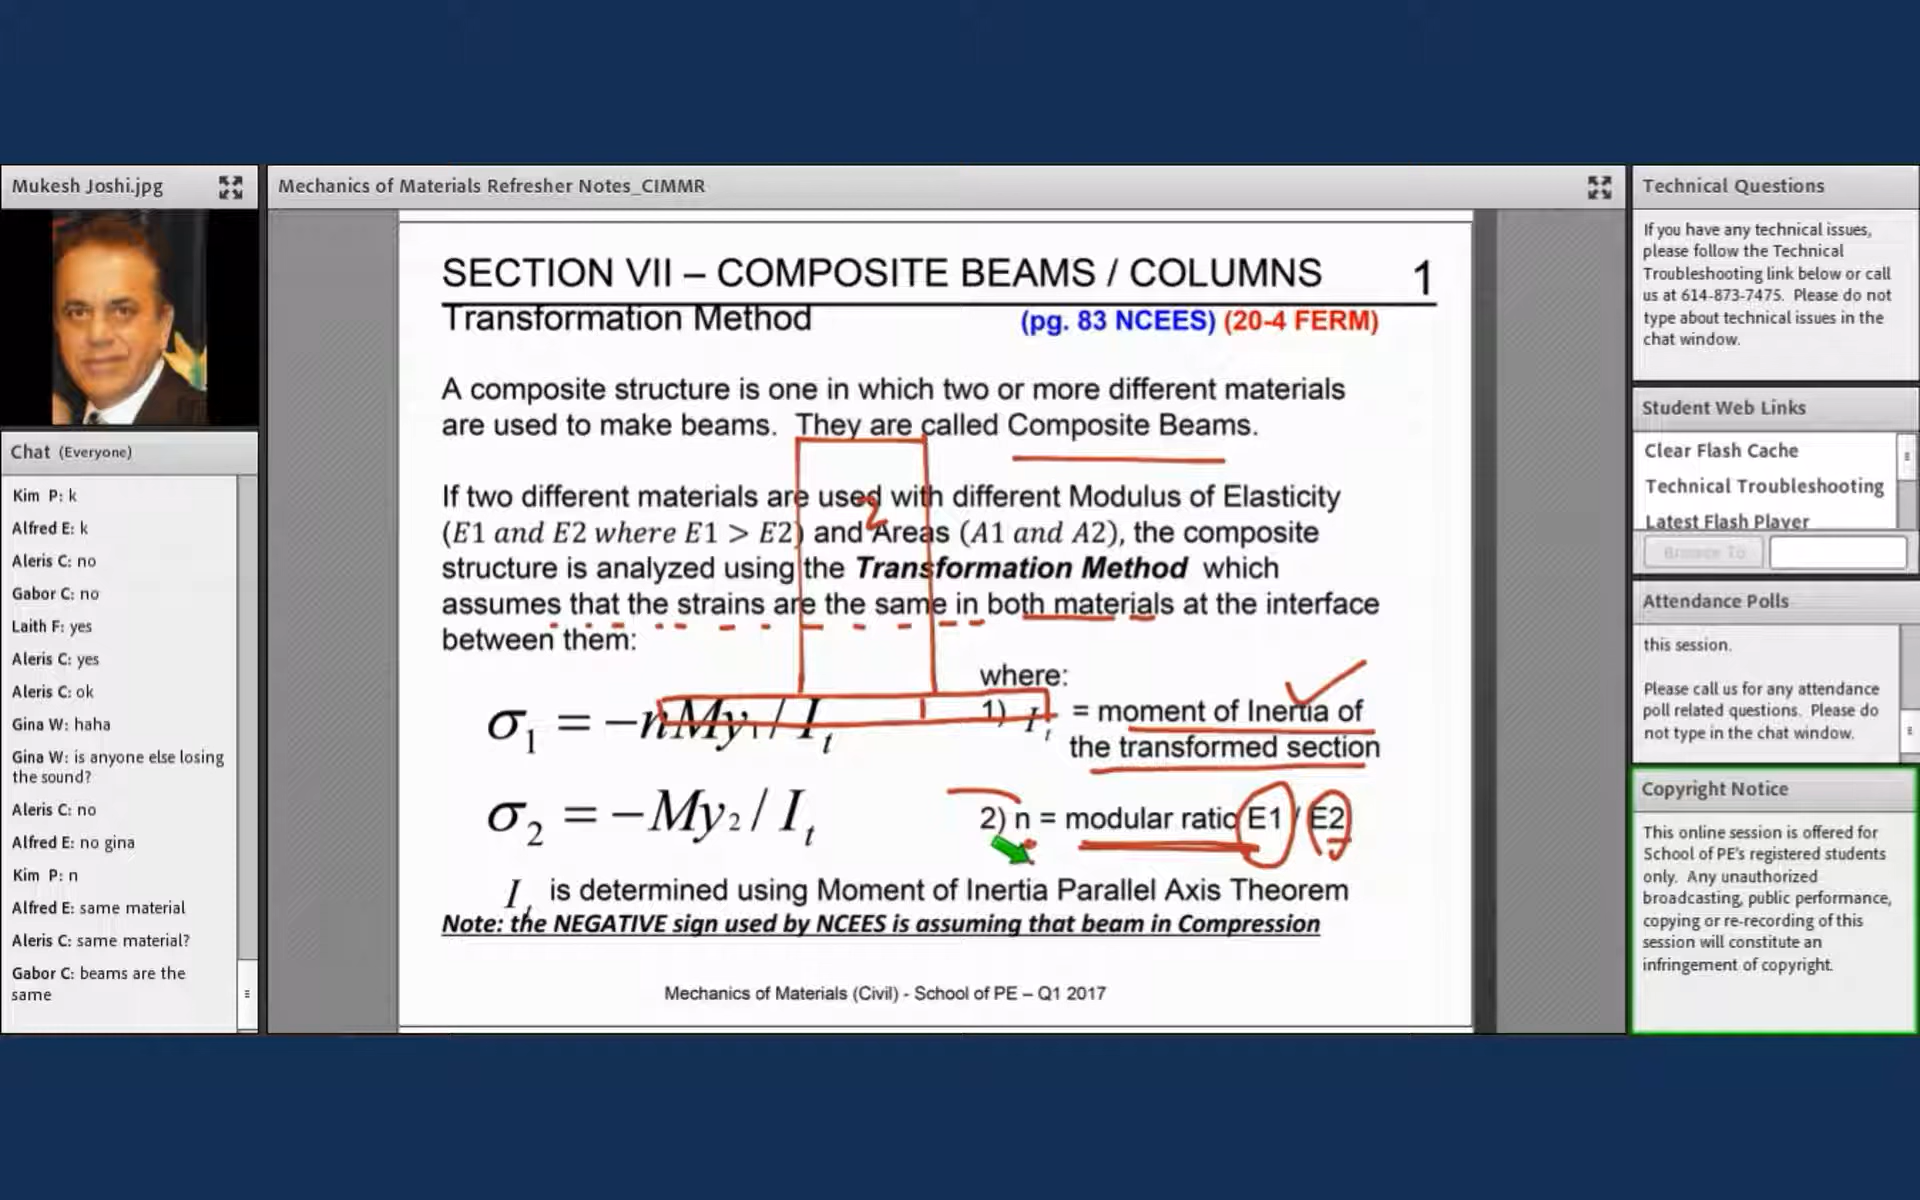 Mukesh Joshi.jpg
Chat (Everyone)
Kim P: k
Alfred E: k
Aleris C: no
Gabor C: no
Laith F: yes
Aleris C: yes
Aleris C: ok
Gina W: haha
Gina W: is anyone else losing
the sound?
Aleris C: no
Alfred E: no gina
Kim P: n
Alfred E: same material
Aleris C: same material?
Gabor C: beams are the
same
Mechanics of Materials Refresher Notes_CIMMR
SECTION VII – COMPOSITE BEAMS / COLUMNS 1
Transformation Method (pg. 83 NCEES) (20-4 FERM)
A composite structure is one in which two or more different materials
are used to make beams. They are called Composite Beams.
If two different materials are used with different Modulus of Elasticity
(E1 and E2 where E1 > E2) and Areas (A1 and A2), the composite
structure is analyzed using the Transformation Method which
assumes that the strains are the same in both materials at the interface
between them:
2
σ1 = −nMy1 / It
σ2 = −My2 / It
where:
1) It = moment of Inertia of
the transformed section
2) n = modular ratio E1 / E2
It is determined using Moment of Inertia Parallel Axis Theorem
Note: the NEGATIVE sign used by NCEES is assuming that beam in Compression
Mechanics of Materials (Civil) - School of PE – Q1 2017
Technical Questions
If you have any technical issues,
please follow the Technical
Troubleshooting link below or call
us at 614-873-7475. Please do not
type about technical issues in the
chat window.
Student Web Links
Clear Flash Cache
Technical Troubleshooting
Latest Flash Player
Browse To
Attendance Polls
this session.
Please call us for any attendance
poll related questions. Please do
not type in the chat window.
Copyright Notice
This online session is offered for
School of PE's registered students
only. Any unauthorized
broadcasting, public performance,
copying or re-recording of this
session will constitute an
infringement of copyright.